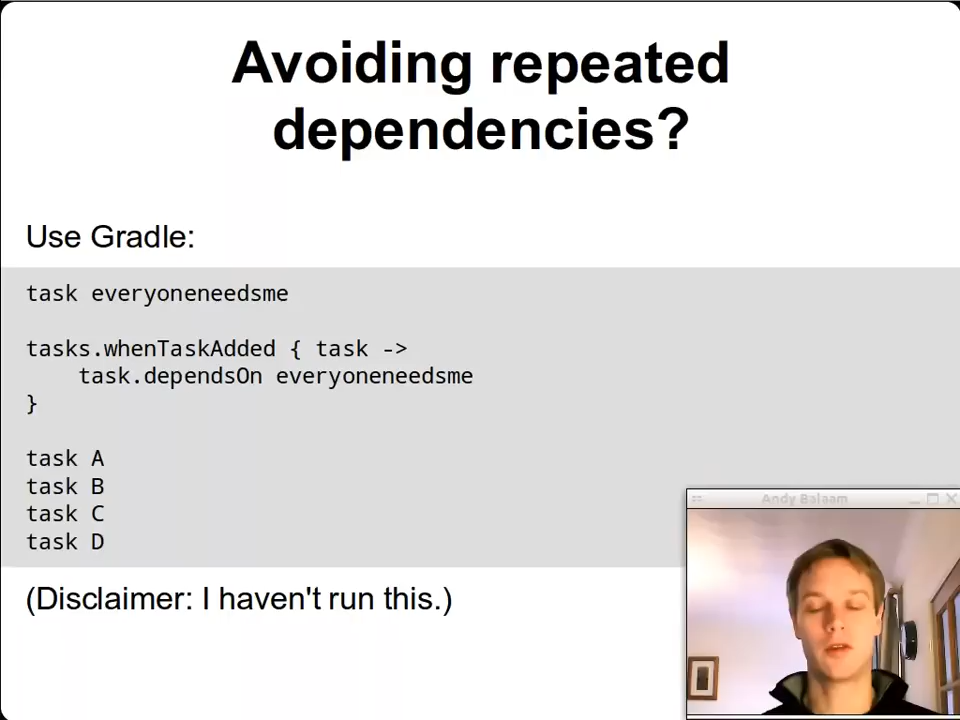 Avoiding repeated
dependencies?
Use Gradle:
task everyoneneedsme
tasks.whenTaskAdded { task ->
    task.dependsOn everyoneneedsme
}
task A
task B
task C
task D
Andy Balaam
(Disclaimer: I haven't run this.)